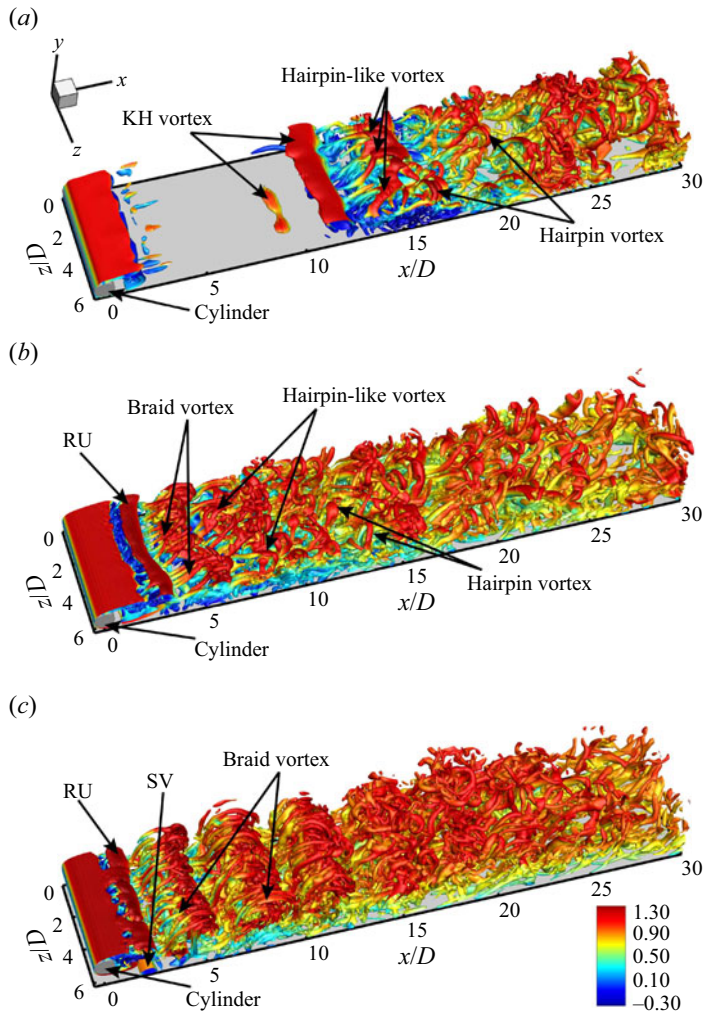 (a)
y
x
z
Hairpin-like vortex
KH vortex
Hairpin vortex
Cylinder
0
2
4
6
z/D
0
5
10
15
20
25
30
x/D
(b)
Braid vortex
Hairpin-like vortex
RU
Hairpin vortex
Cylinder
0
2
4
6
z/D
0
5
10
15
20
25
30
x/D
(c)
Braid vortex
SV
RU
Cylinder
0
2
4
6
z/D
0
5
10
15
20
25
30
x/D
1.30
0.90
0.50
0.10
–0.30